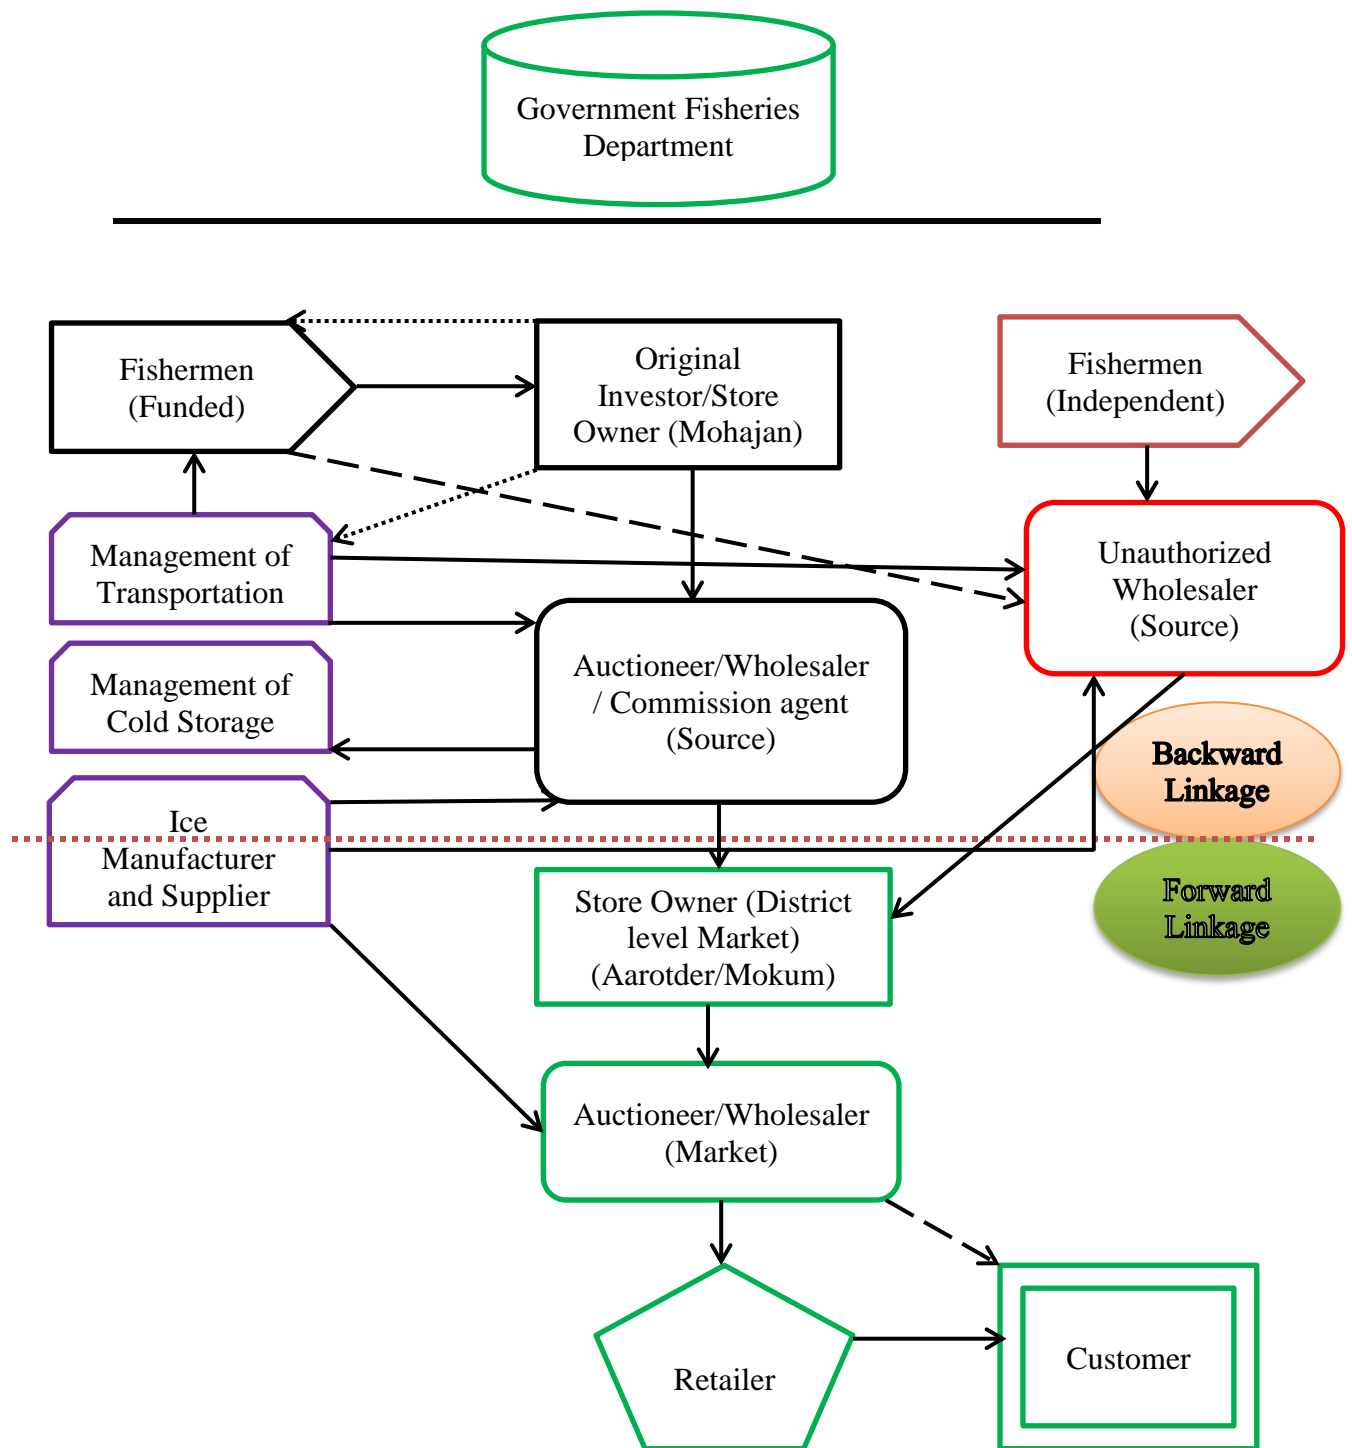 Government Fisheries
Department
Fishermen
(Funded)
Original
Investor/Store
Owner (Mohajan)
Fishermen
(Independent)
Management of
Transportation
Unauthorized
Wholesaler
(Source)
Management of
Cold Storage
Auctioneer/Wholesaler
/ Commission agent
(Source)
Backward
Linkage
Ice
Manufacturer
and Supplier
Forward
Linkage
Store Owner (District
level Market)
(Aarotder/Mokum)
Auctioneer/Wholesaler
(Market)
Retailer
Customer